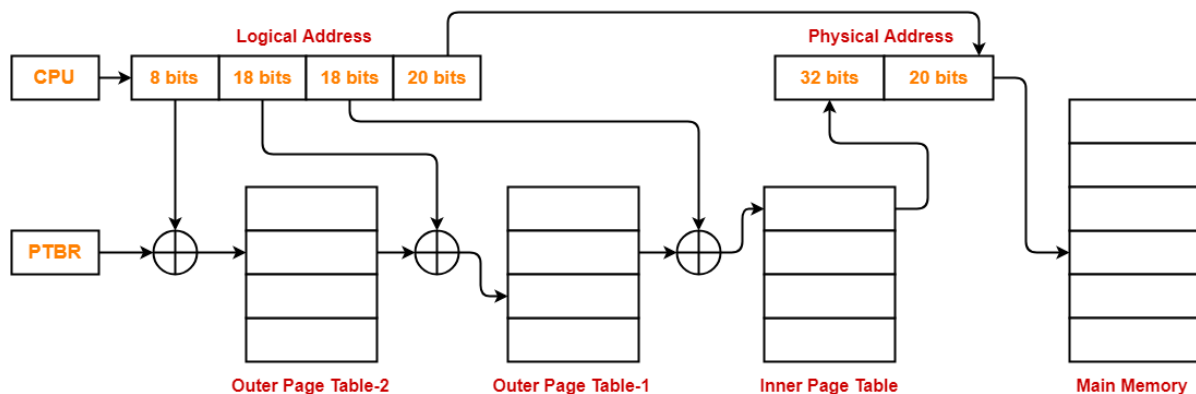 Logical Address
Physical Address
CPU
8 bits
18 bits
18 bits
20 bits
32 bits
20 bits
PTBR
Outer Page Table-2
Outer Page Table-1
Inner Page Table
Main Memory